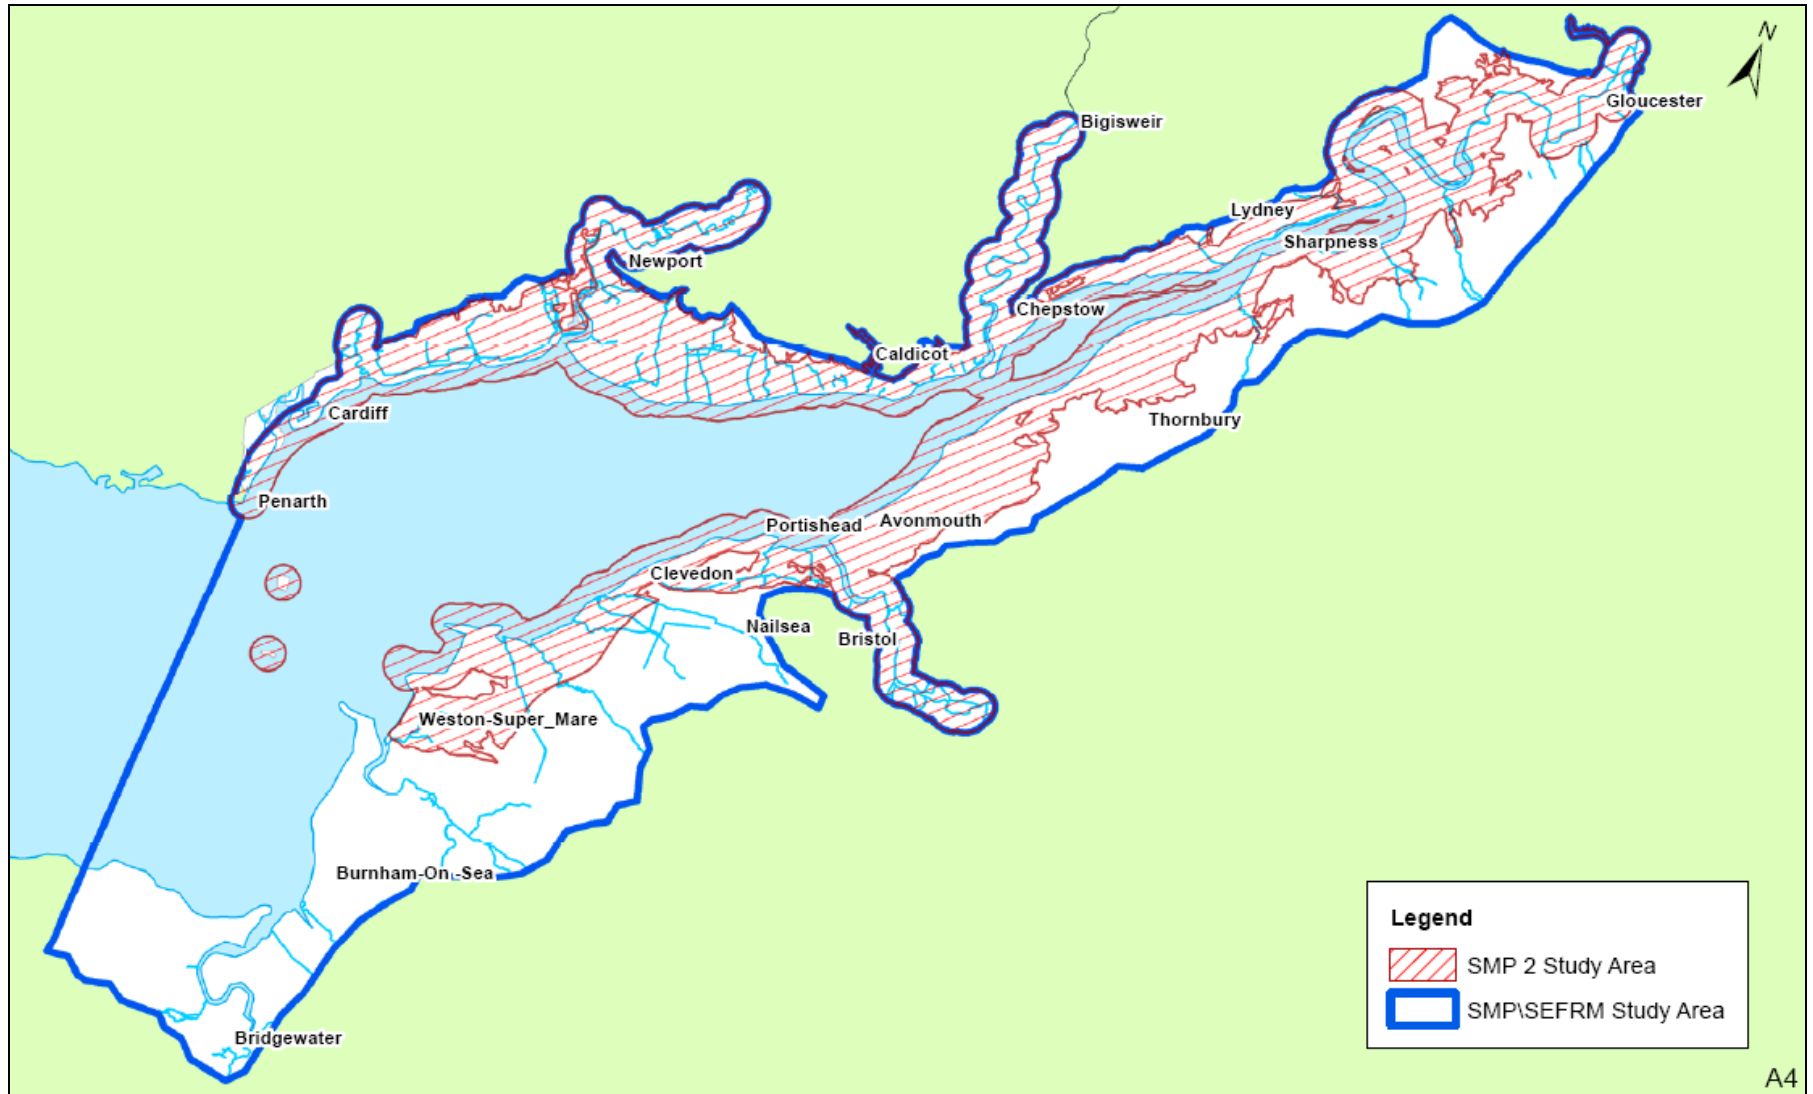 N
Gloucester
Bigisweir
Lydney
Sharpness
Newport
Chepstow
Caldicot
Cardiff
Thornbury
Penarth
Portishead
Avonmouth
Clevedon
Nailsea
Bristol
Weston-Super_Mare
Burnham-On -Sea
Bridgewater
Legend
SMP 2 Study Area
SMP\SEFRM Study Area
A4